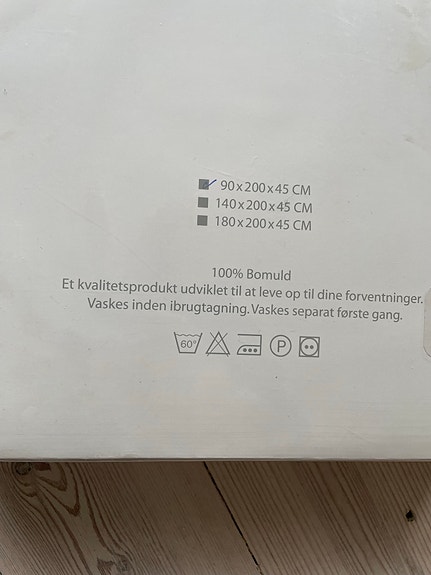 90x200x45 CM
140x200x45 CM
180x200x45 CM
100% Bomuld
Et kvalitetsprodukt udviklet til at leve op til dine forventninger.
Vaskes inden ibrugtagning. Vaskes separat første gang.
60° P